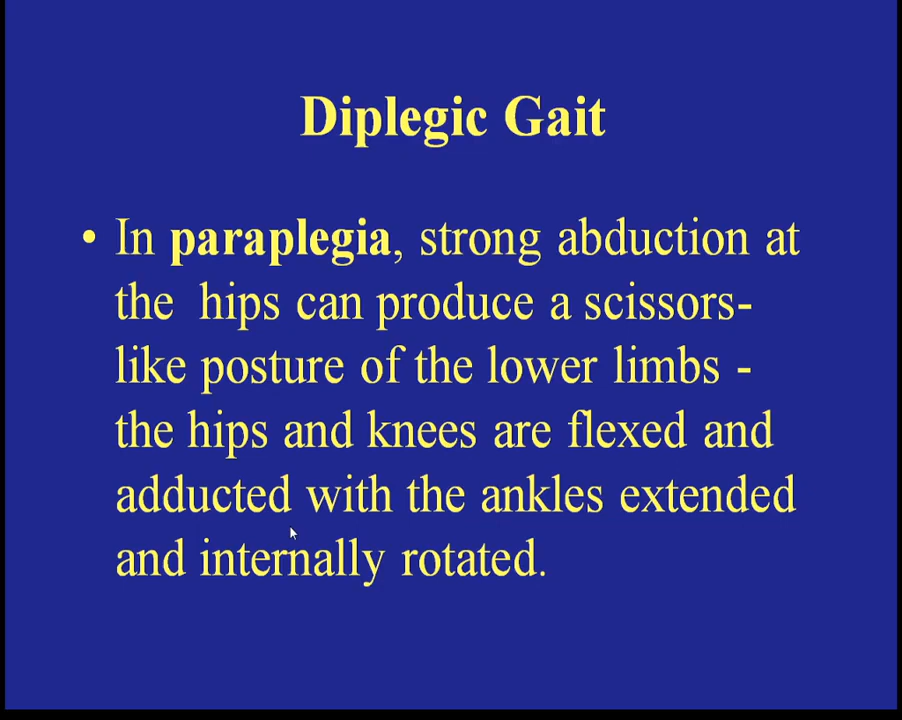 Diplegic Gait
• In paraplegia, strong abduction at
the hips can produce a scissors-
like posture of the lower limbs -
the hips and knees are flexed and
adducted with the ankles extended
and internally rotated.